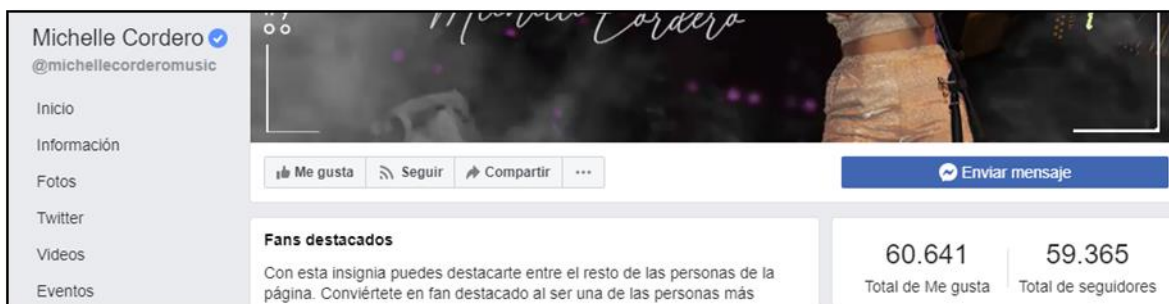 Michelle Cordero
@michellecorderomusic
Inicio
Información
Fotos
Twitter
Videos
Eventos
Michelle Cordero
Me gusta
Seguir
Compartir
Enviar mensaje
Fans destacados
Con esta insignia puedes destacarte entre el resto de las personas de la
página. Conviértete en fan destacado al ser una de las personas más
60.641 59.365
Total de Me gusta Total de seguidores